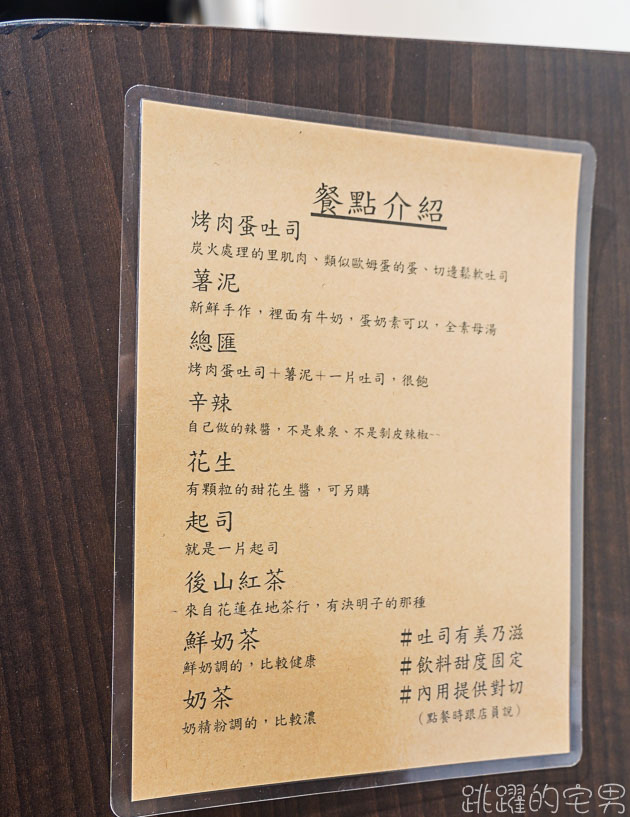 餐點介紹
烤肉蛋吐司
炭火處理的里肌肉、類似歐姆蛋的蛋、切邊鬆軟吐司
薯泥
新鮮手作，裡面有牛奶，蛋奶素可以，全素母湯
總匯
烤肉蛋吐司＋薯泥＋一片吐司，很飽
辛辣
自己做的辣醬，不是東泉、不是剝皮辣椒~~
花生
有顆粒的甜花生醬，可另購
起司
就是一片起司
後山紅茶
來自花蓮在地茶行，有決明子的那種
鮮奶茶
鮮奶調的，比較健康
奶茶
奶精粉調的，比較濃
#吐司有美乃滋
#飲料甜度固定
#內用提供對切
（點餐時跟店員說）
跳躍的宅男